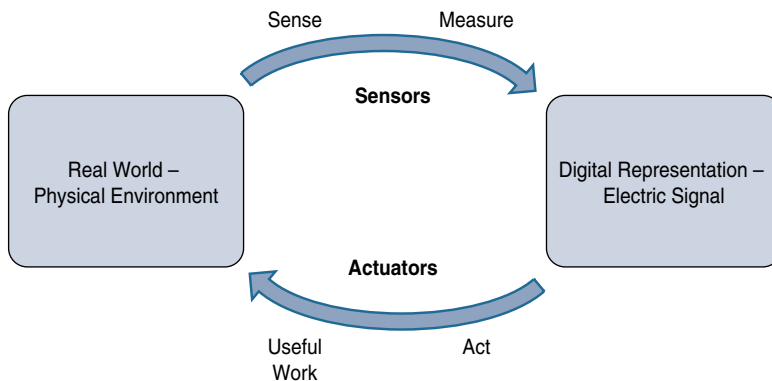 Sense
Measure
Sensors
Real World –
Physical Environment
Digital Representation –
Electric Signal
Actuators
Useful
Work
Act